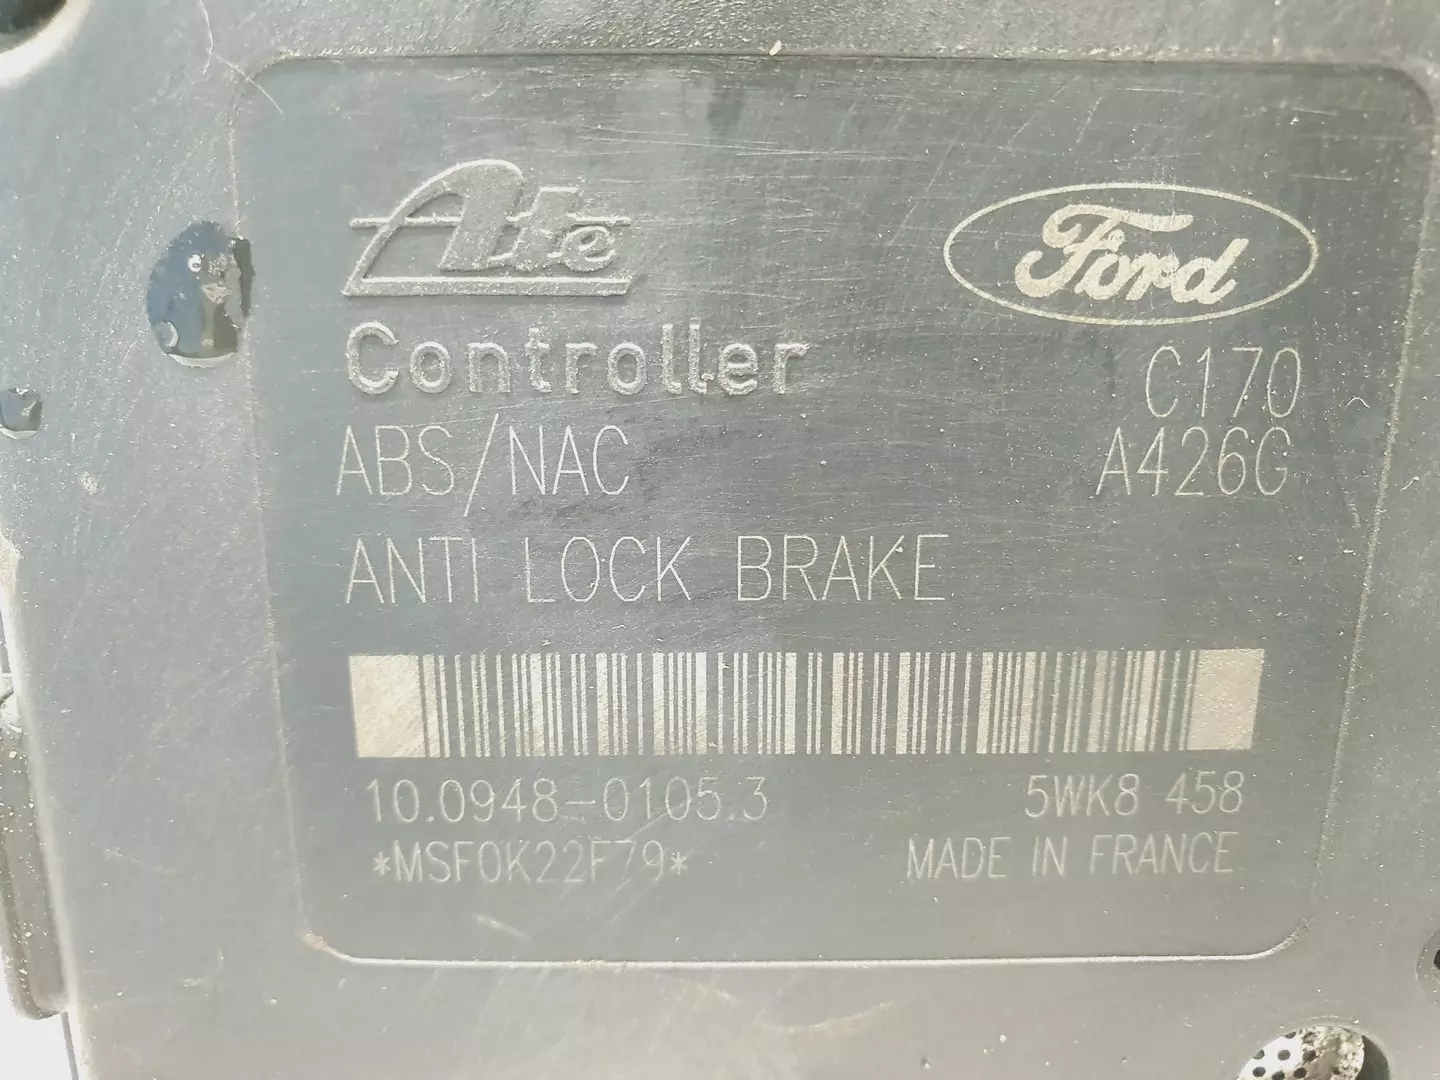 Ate
Ford
Controller
C170
ABS/NAC
A426G
ANTI LOCK BRAKE
10.0948-0105.3
5WK8 458
*MSF0K22F79*
MADE IN FRANCE